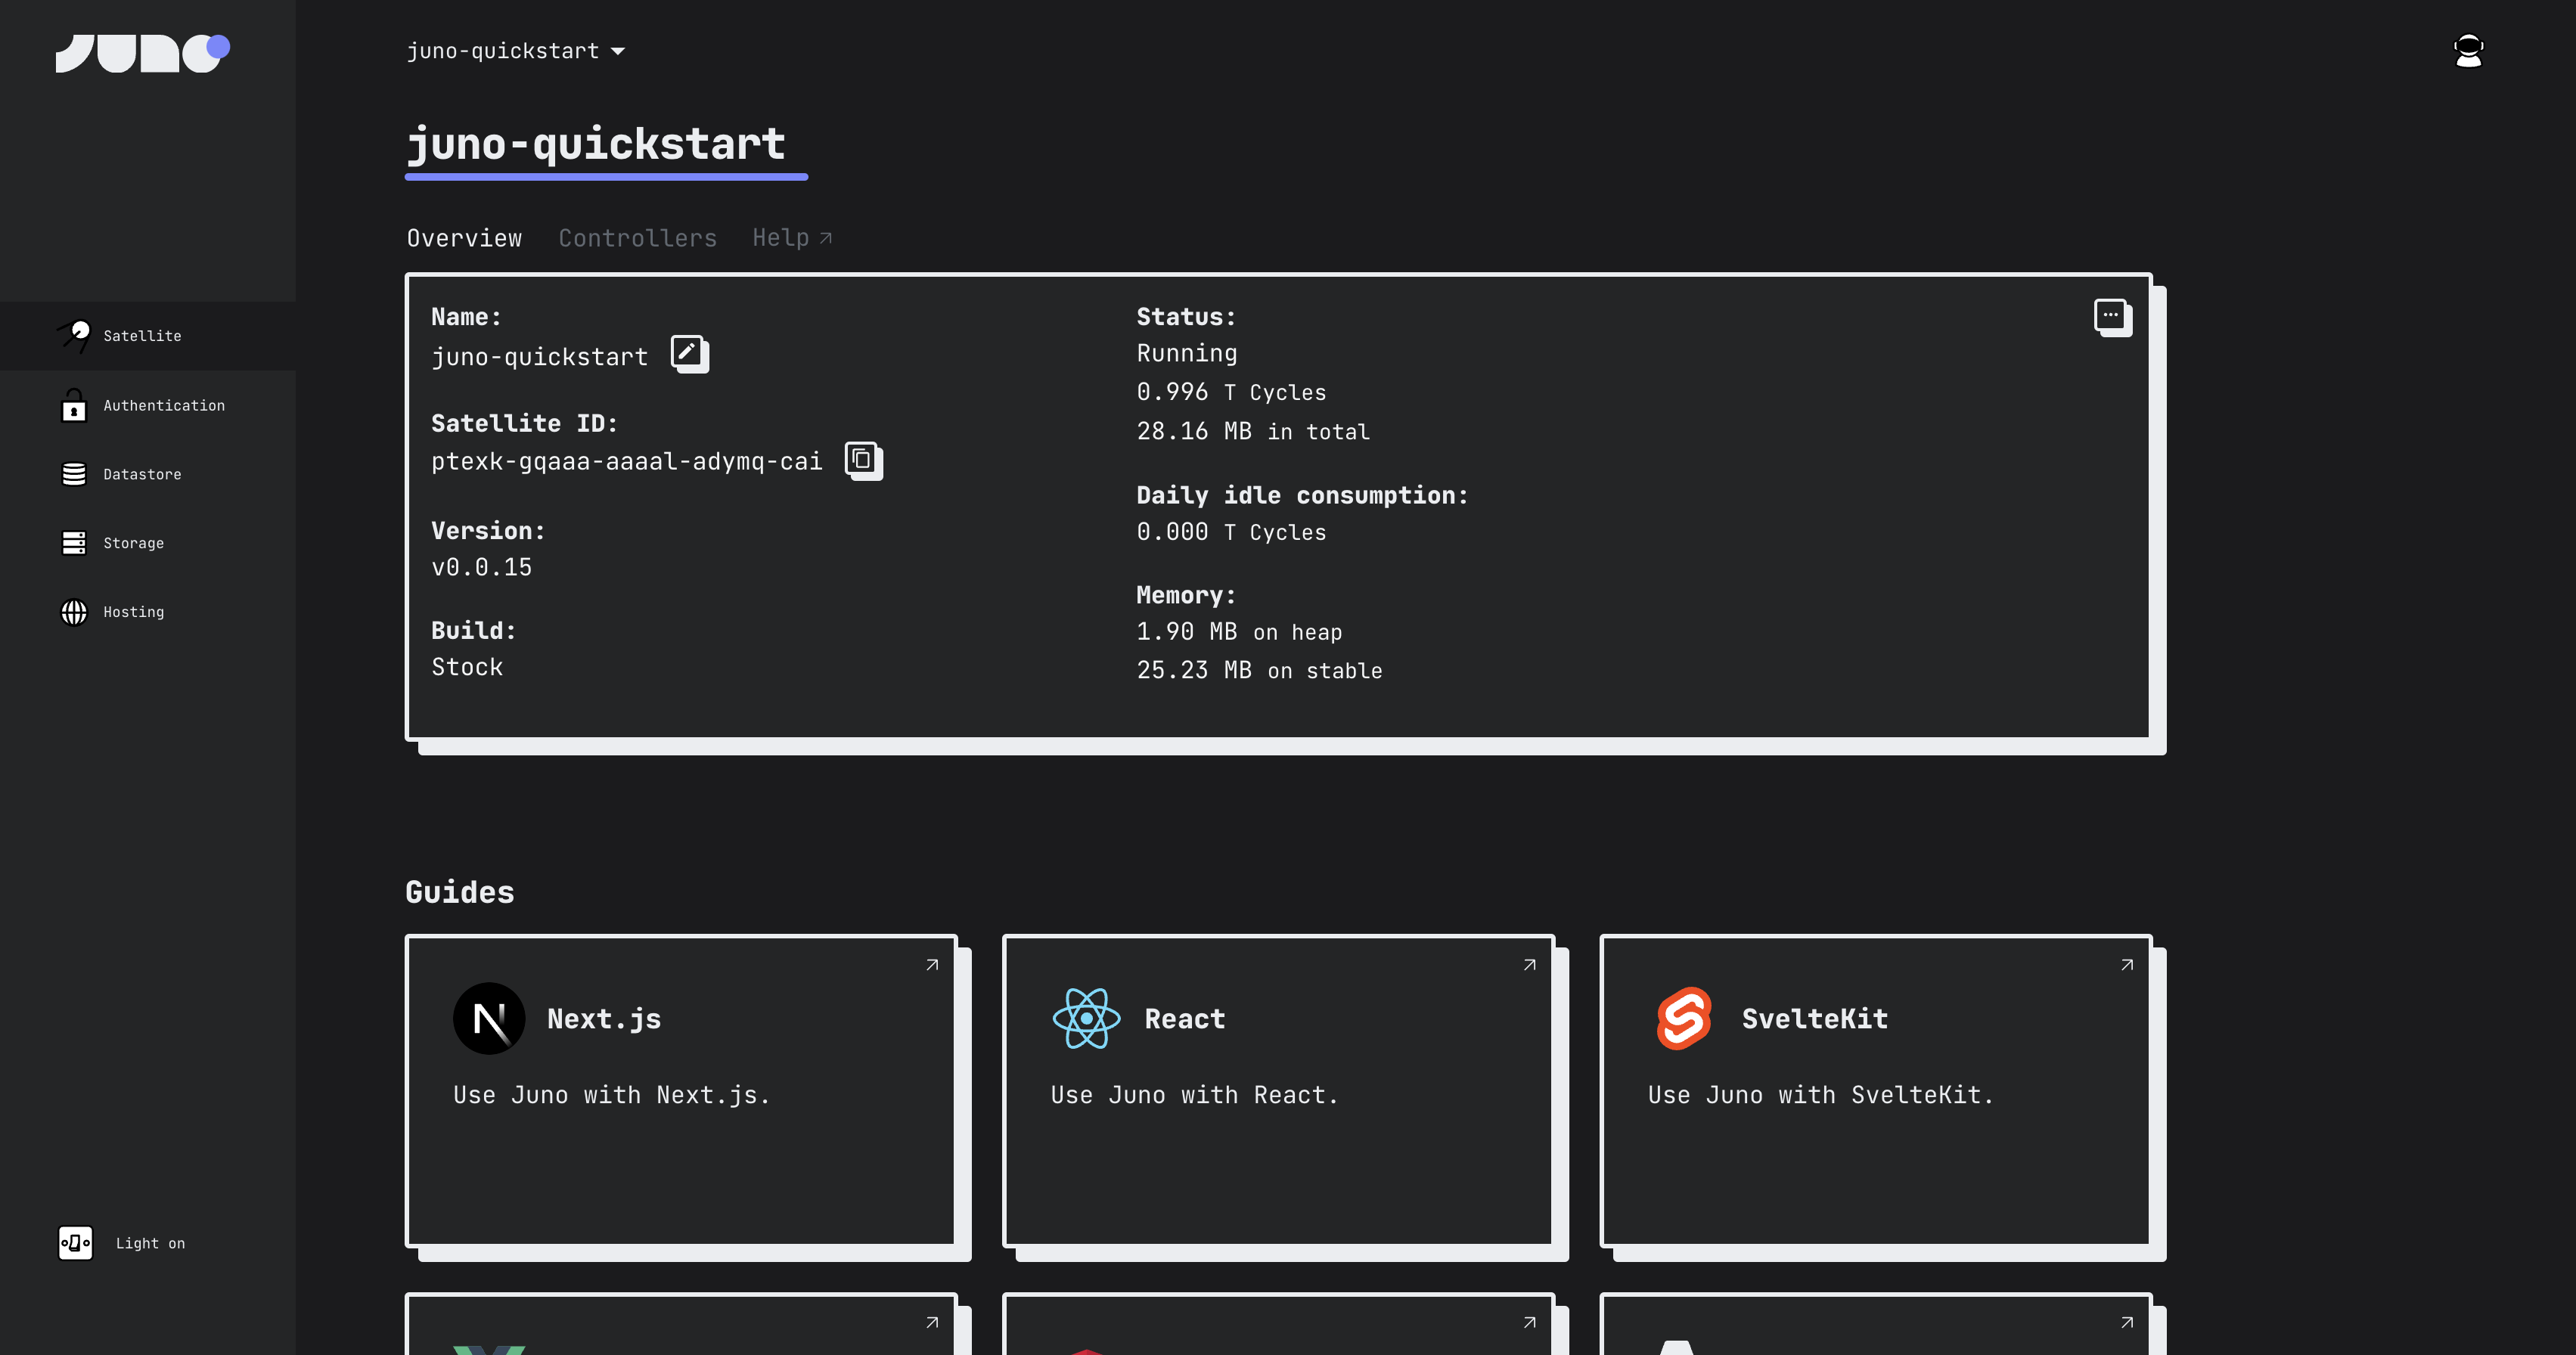 JUNO
juno-quickstart
juno-quickstart
Overview Controllers Help
Satellite
Authentication
Datastore
Storage
Hosting
Light on
Name:
juno-quickstart
Satellite ID:
ptexk-gqaaa-aaaal-adymq-cai
Version:
v0.0.15
Build:
Stock
Status:
Running
0.996 T Cycles
28.16 MB in total
Daily idle consumption:
0.000 T Cycles
Memory:
1.90 MB on heap
25.23 MB on stable
Guides
Next.js
Use Juno with Next.js.
React
Use Juno with React.
SvelteKit
Use Juno with SvelteKit.